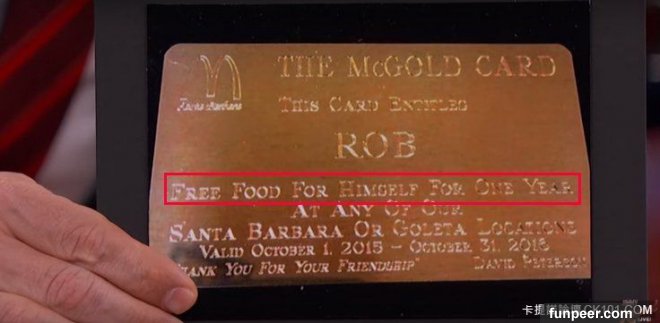 THE McGOLD CARD
Santa Barbara
THIS CARD ENTITLES
ROB
FREE FOOD FOR HIMSELF FOR ONE YEAR
AT ANY OF OUR
SANTA BARBARA OR GOLETA LOCATIONS
VALID OCTOBER 1, 2015 – OCTOBER 31, 2016
HANK YOU FOR YOUR FRIENDSHIP" DAVID PETERSON
CK101.COM
funpeer.com